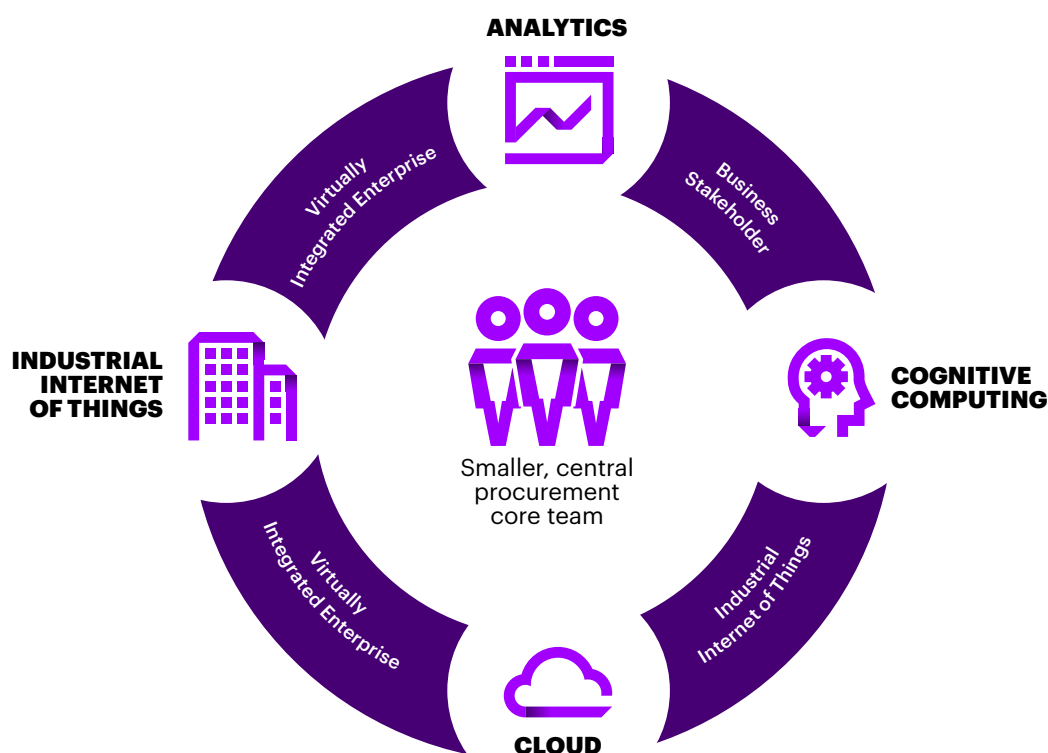 ANALYTICS
Virtually
Integrated Enterprise
Business
Stakeholder
INDUSTRIAL
INTERNET
OF THINGS
COGNITIVE
COMPUTING
Smaller, central
procurement
core team
Virtually
Integrated Enterprise
Industrial
Internet of Things
CLOUD